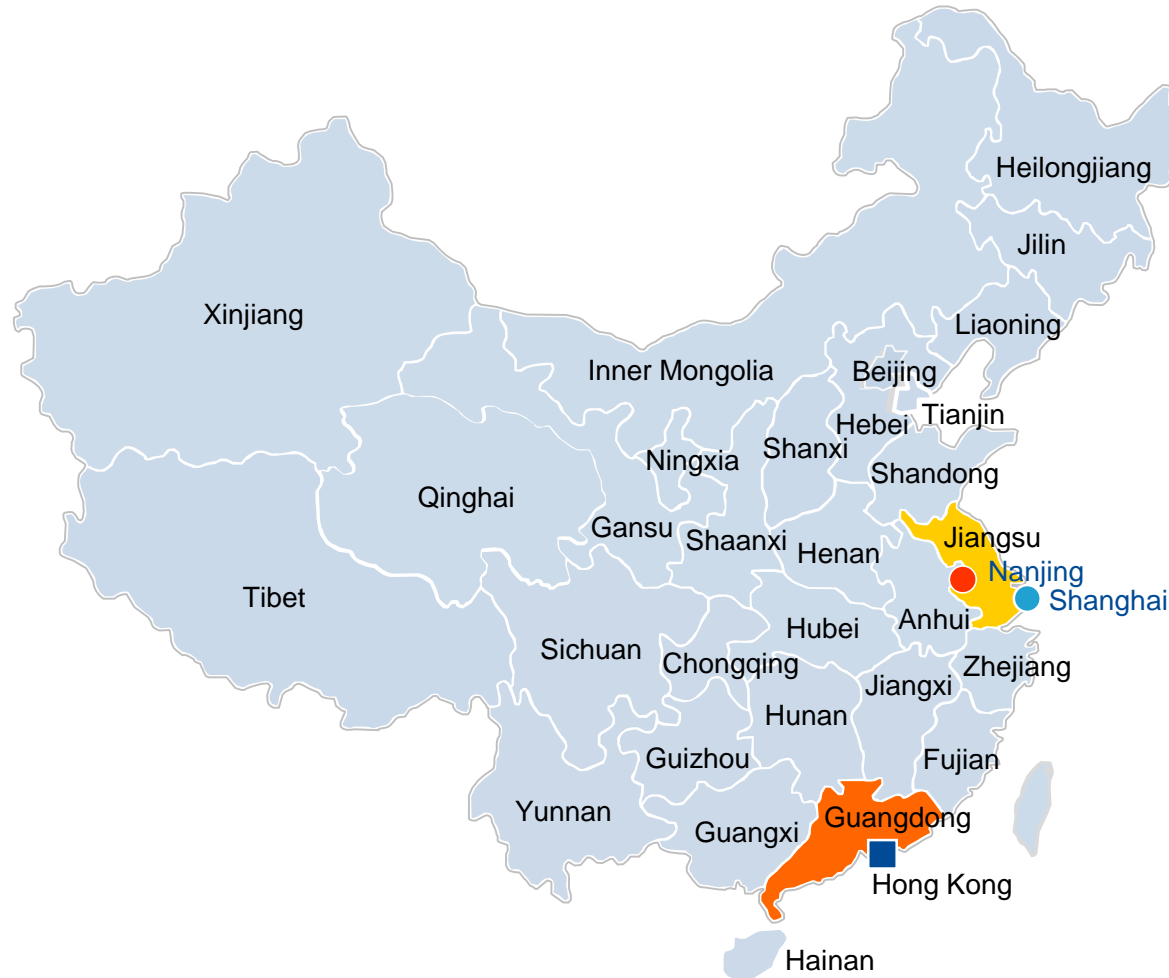 Heilongjiang
Jilin
Xinjiang
Liaoning
Inner Mongolia
Beijing
Tianjin
Hebei
Shanxi
Ningxia
Shandong
Qinghai
Gansu
Shaanxi
Henan
Jiangsu
Nanjing
Tibet
Shanghai
Anhui
Hubei
Sichuan
Chongqing
Zhejiang
Jiangxi
Hunan
Guizhou
Fujian
Yunnan
Guangdong
Guangxi
Hong Kong
Hainan